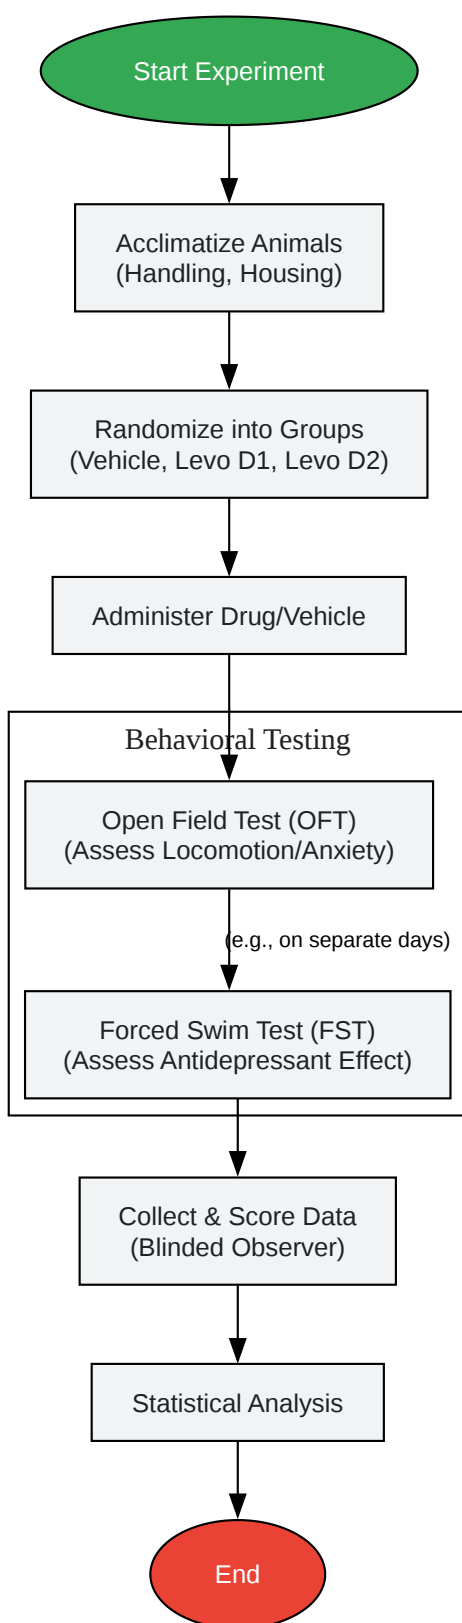 Start Experiment
Acclimatize Animals
(Handling, Housing)
Randomize into Groups
(Vehicle, Levo D1, Levo D2)
Administer Drug/Vehicle
Behavioral Testing
Open Field Test (OFT)
(Assess Locomotion/Anxiety)
(e.g., on separate days)
Forced Swim Test (FST)
(Assess Antidepressant Effect)
Collect & Score Data
(Blinded Observer)
Statistical Analysis
End